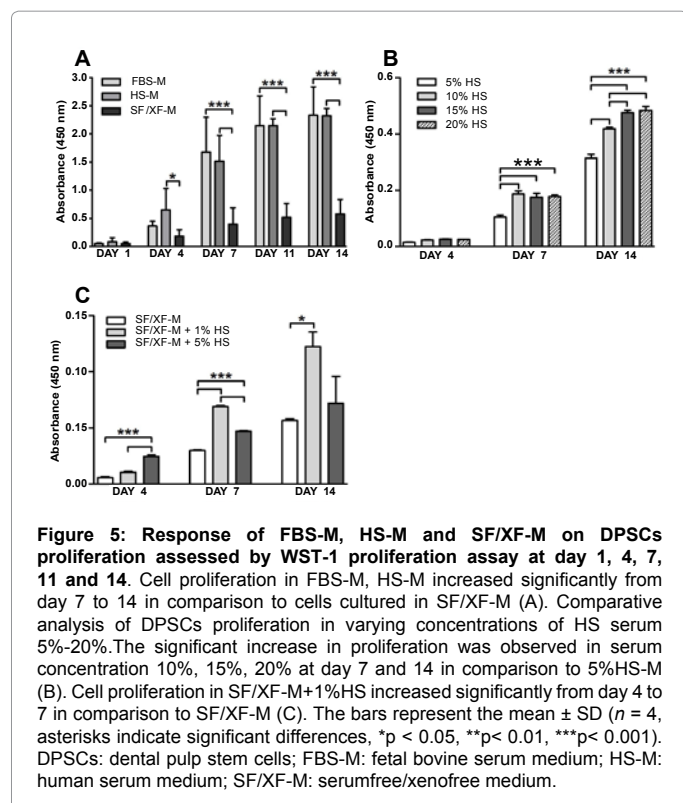 A
B
FBS-M
HS-M
SF/XF-M
***
***
***
*
Absorbance (450 nm)
3.0
2.5
2.0
1.5
1.0
0.5
0.0
DAY 1
DAY 4
DAY 7
DAY 11
DAY 14
5% HS
10% HS
15% HS
20% HS
***
***
Absorbance (450 nm)
0.6
0.4
0.2
0.0
DAY 4
DAY 7
DAY 14
C
SF/XF-M
SF/XF-M + 1% HS
SF/XF-M + 5% HS
*
***
***
Absorbance (450 nm)
0.15
0.15
0.00
DAY 4
DAY 7
DAY 14
Figure 5: Response of FBS-M, HS-M and SF/XF-M on DPSCs
proliferation assessed by WST-1 proliferation assay at day 1, 4, 7,
11 and 14. Cell proliferation in FBS-M, HS-M increased significantly from
day 7 to 14 in comparison to cells cultured in SF/XF-M (A). Comparative
analysis of DPSCs proliferation in varying concentrations of HS serum
5%-20%.The significant increase in proliferation was observed in serum
concentration 10%, 15%, 20% at day 7 and 14 in comparison to 5%HS-M
(B). Cell proliferation in SF/XF-M+1%HS increased significantly from day 4 to
7 in comparison to SF/XF-M (C). The bars represent the mean ± SD (n = 4,
asterisks indicate significant differences, *p < 0.05, **p< 0.01, ***p< 0.001).
DPSCs: dental pulp stem cells; FBS-M: fetal bovine serum medium; HS-M:
human serum medium; SF/XF-M: serumfree/xenofree medium.